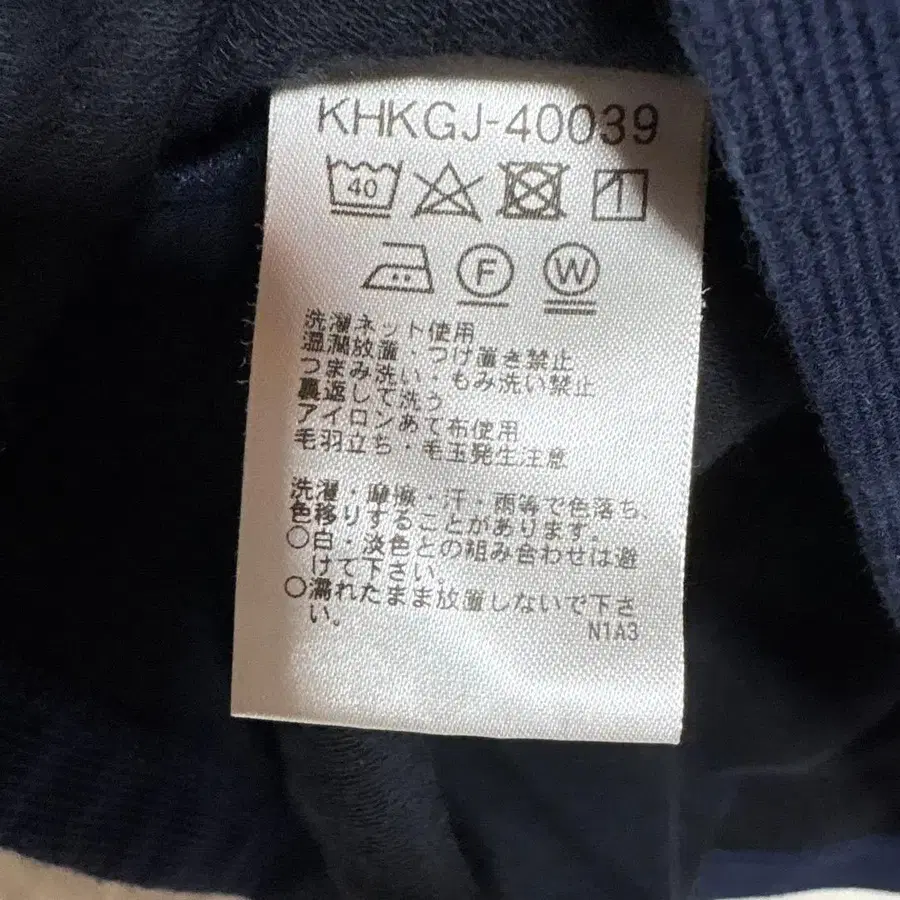 KHKGJ-40039
40
F W
洗濯ネット使用
湿濡放置・つけ置き禁止
つまみ洗い・もみ洗い禁止
裏返して洗う
アイロンあて布使用
毛羽立ち・毛玉発生注意
洗濯・摩擦・汗・雨等で色落ち、
色移りすることがあります。
○白・淡色との組み合わせは避
けて下さい。
○濡れたまま放置しないで下さ
い。
N1A3